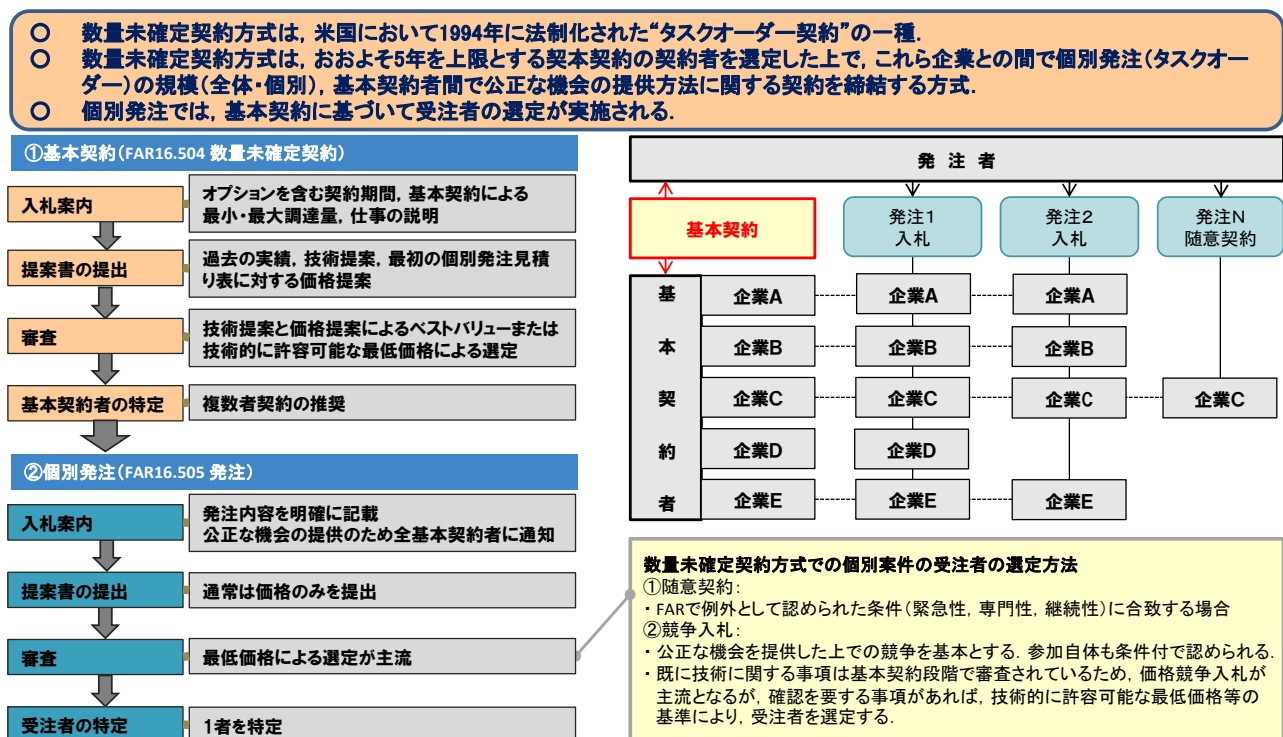 ○ 数量未確定契約方式は，米国において1994年に法制化された“タスクオーダー契約”の一種．
○ 数量未確定契約方式は，おおよそ5年を上限とする契本契約の契約者を選定した上で，これら企業との間で個別発注（タスクオー
ダー）の規模（全体・個別），基本契約者間で公正な機会の提供方法に関する契約を締結する方式．
○ 個別発注では，基本契約に基づいて受注者の選定が実施される．
①基本契約（FAR16.504 数量未確定契約）
入札案内
オプションを含む契約期間，基本契約による
最小・最大調達量，仕事の説明
提案書の提出
過去の実績，技術提案，最初の個別発注見積
り表に対する価格提案
審査
技術提案と価格提案によるベストバリューまたは
技術的に許容可能な最低価格による選定
基本契約者の特定
複数者契約の推奨
②個別発注（FAR16.505 発注）
入札案内
発注内容を明確に記載
公正な機会の提供のため全基本契約者に通知
提案書の提出
通常は価格のみを提出
審査
最低価格による選定が主流
受注者の特定
1者を特定
発 注 者
基本契約
発注1
入札
発注2
入札
発注N
随意契約
基本契約者
企業A 企業A 企業A
企業B 企業B 企業B
企業C 企業C 企業C 企業C
企業D 企業D
企業E 企業E 企業E
数量未確定契約方式での個別案件の受注者の選定方法
①随意契約：
・FARで例外として認められた条件（緊急性，専門性，継続性）に合致する場合
②競争入札：
・公正な機会を提供した上での競争を基本とする．参加自体も条件付で認められる．
・既に技術に関する事項は基本契約段階で審査されているため，価格競争入札が
主流となるが，確認を要する事項があれば，技術的に許容可能な最低価格等の
基準により，受注者を選定する．